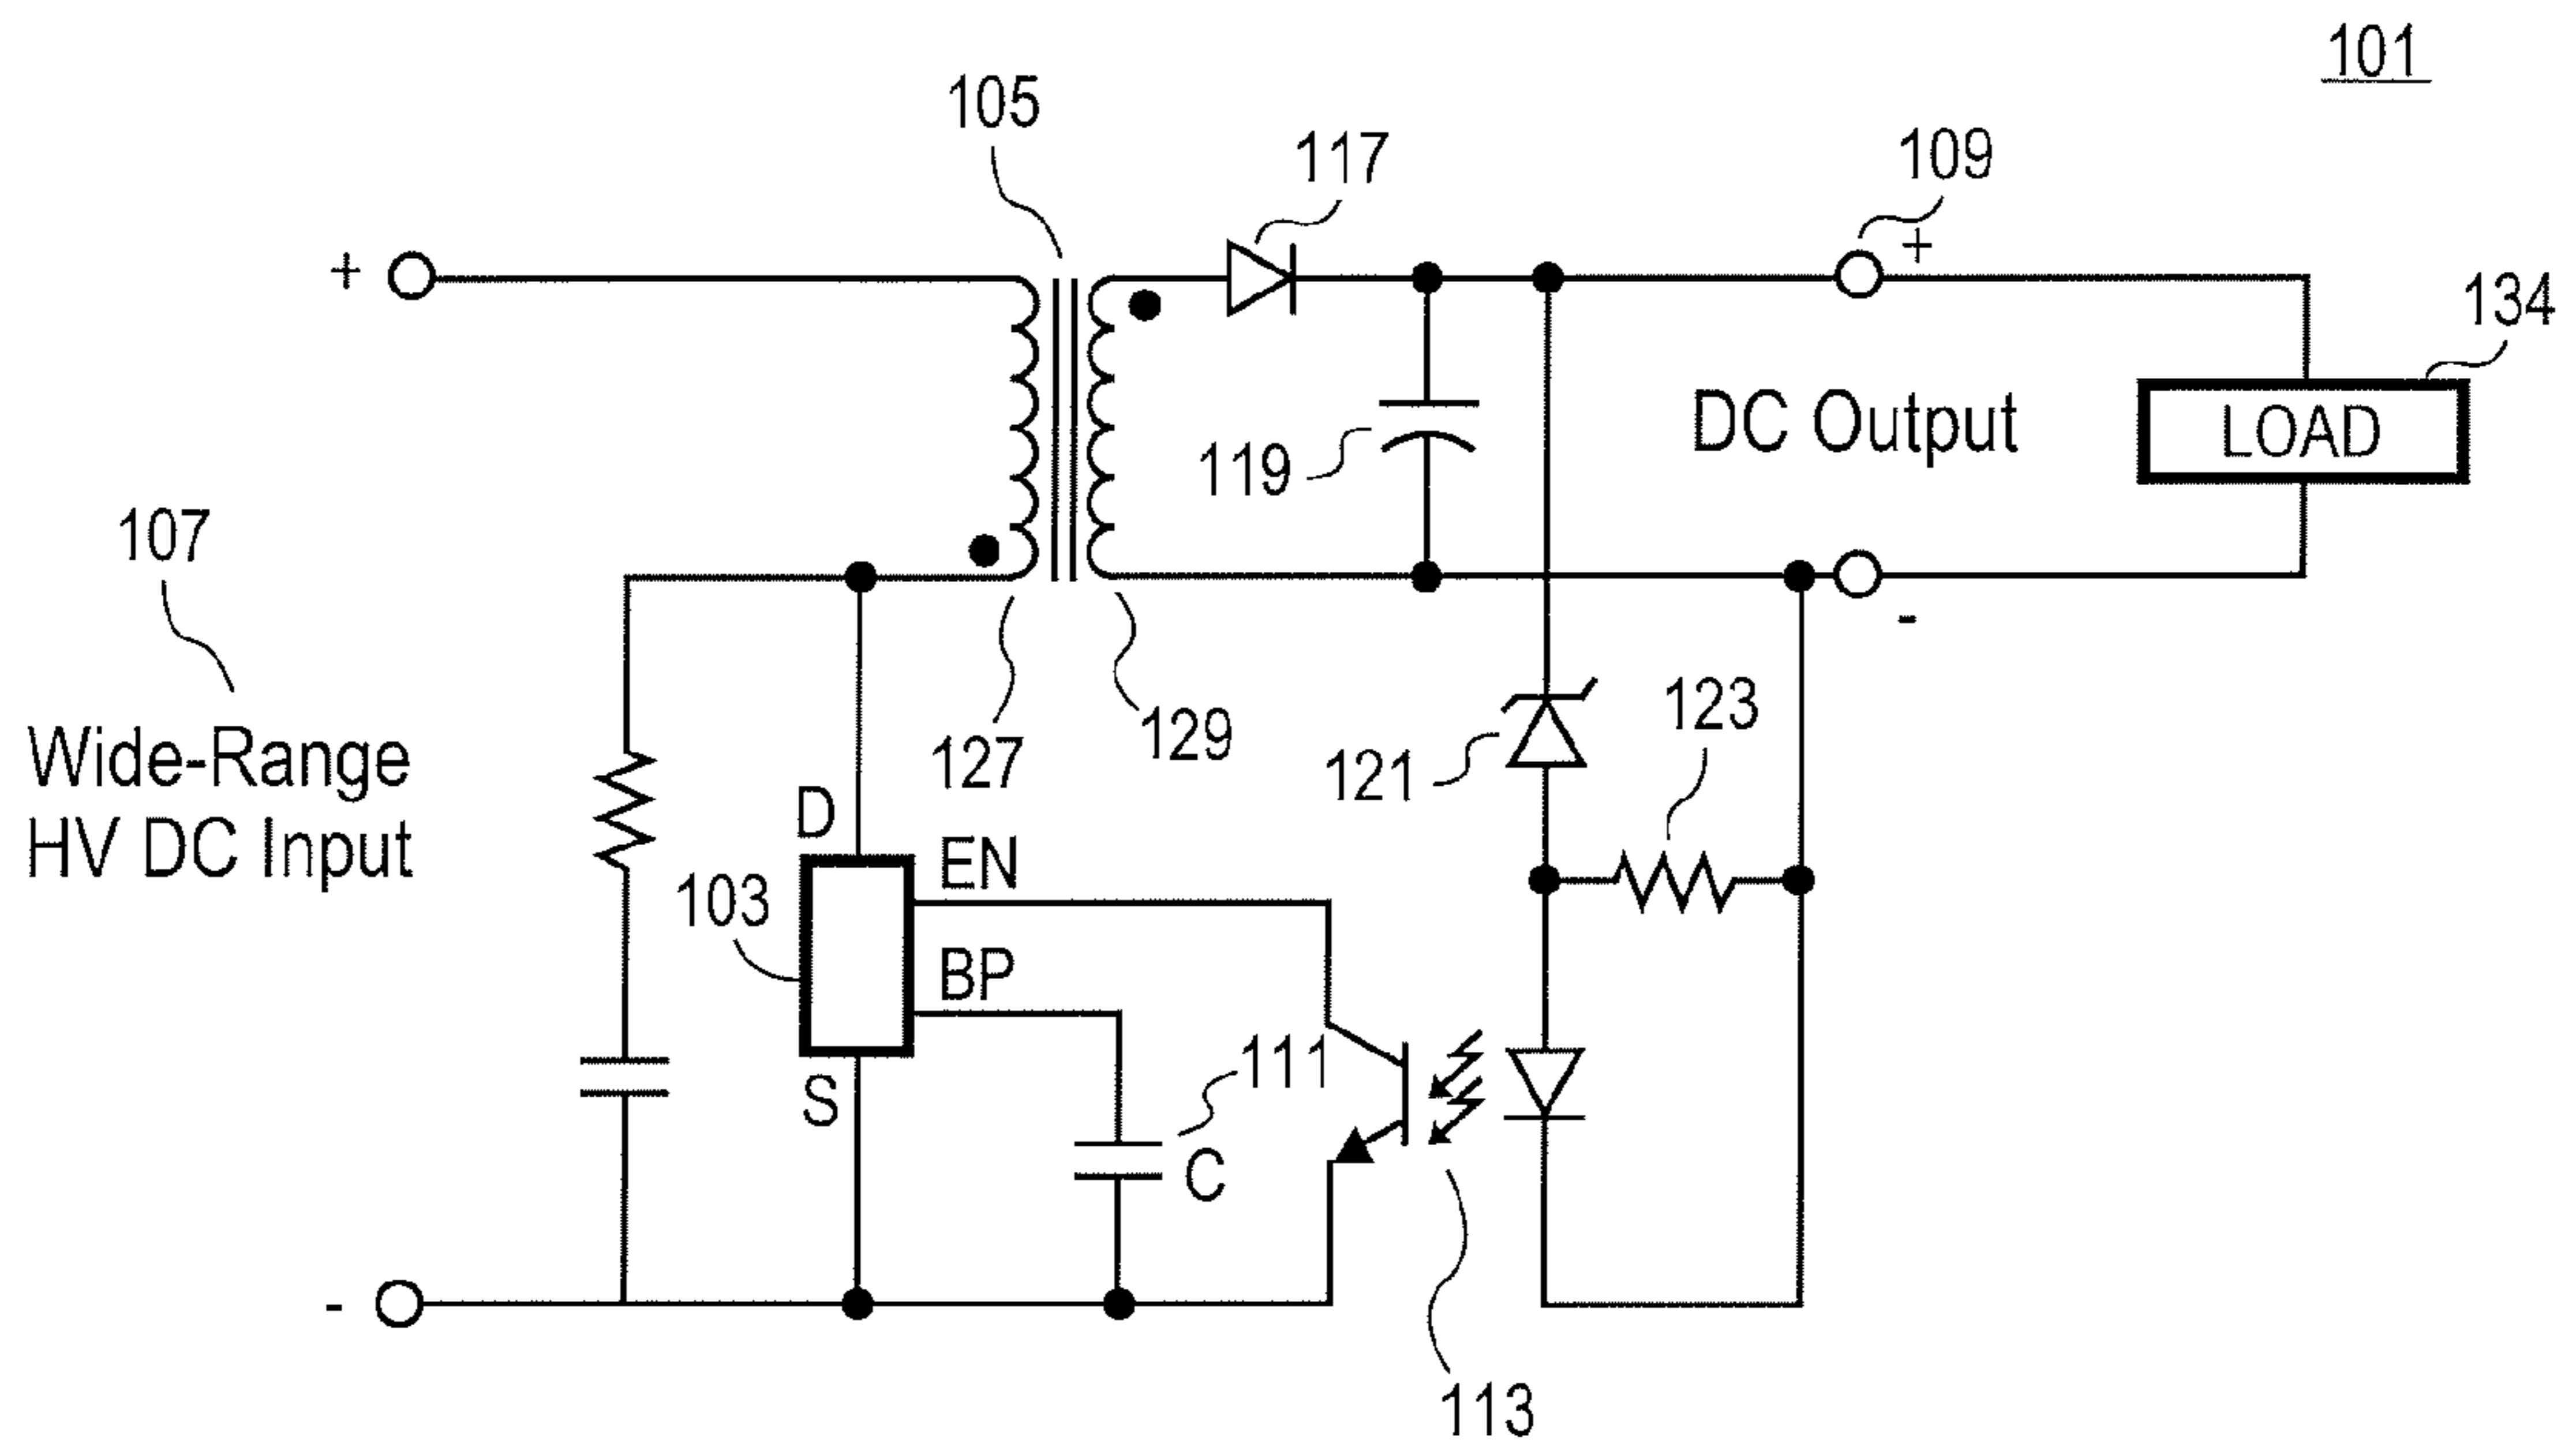 101
105
117
109
+
+
134
LOAD
DC Output
119
107
-
127
129
123
121
Wide-Range
HV DC Input
D
EN
103
BP
S
111
C
-
113